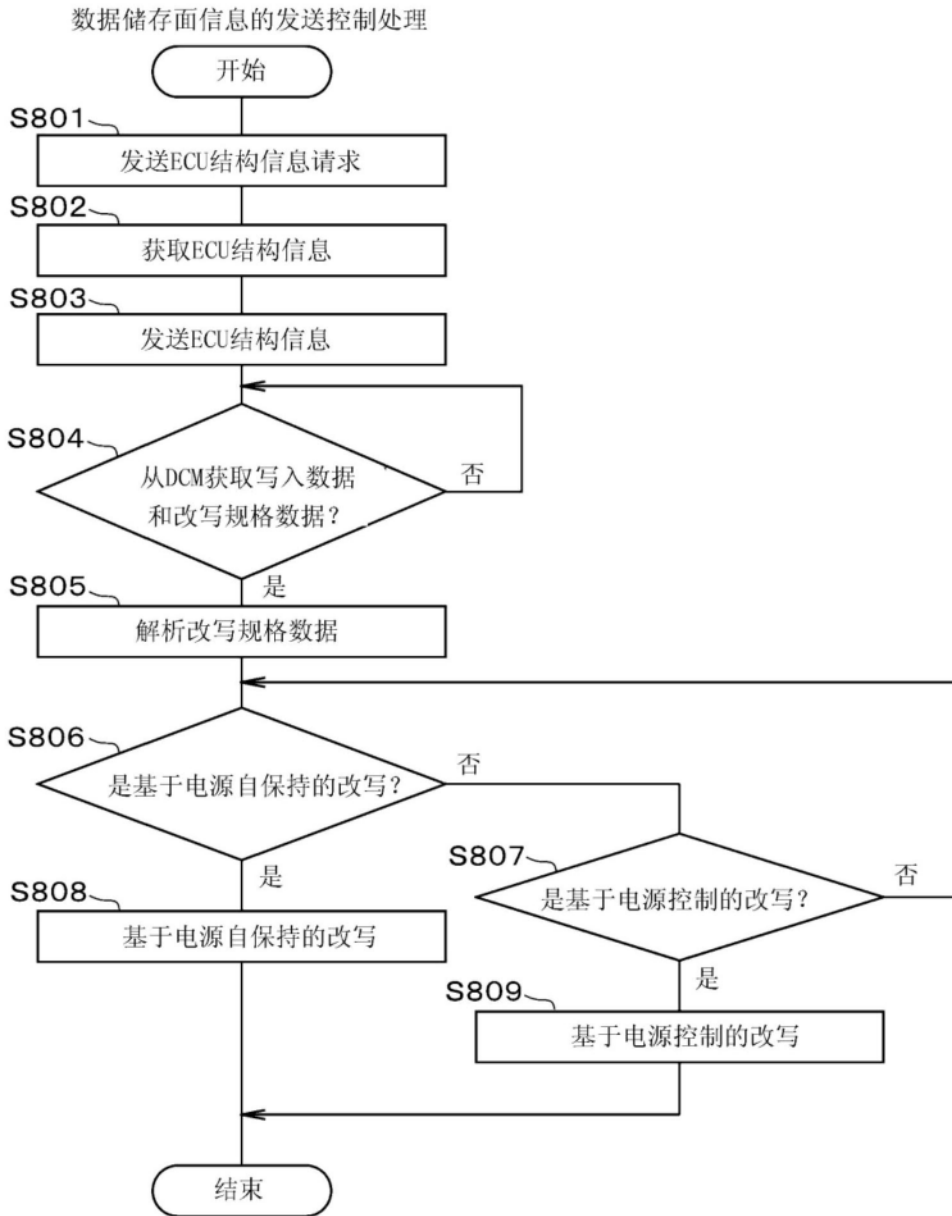 数据储存面信息的发送控制处理
开始
S801
发送ECU结构信息请求
S802
获取ECU结构信息
S803
发送ECU结构信息
S804
从DCM获取写入数据
和改写规格数据?
否
是
S805
解析改写规格数据
S806
是基于电源自保持的改写?
否
是
S807
是基于电源控制的改写?
否
是
S808
基于电源自保持的改写
S809
基于电源控制的改写
结束